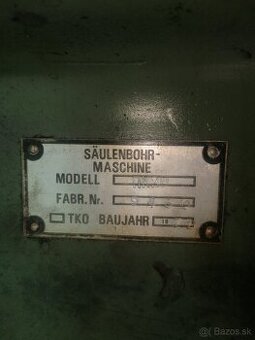 SÄULENBOHR-
MASCHINE
MODELL
FABR.Nr.
TKO BAUJAHR
Bazos.sk